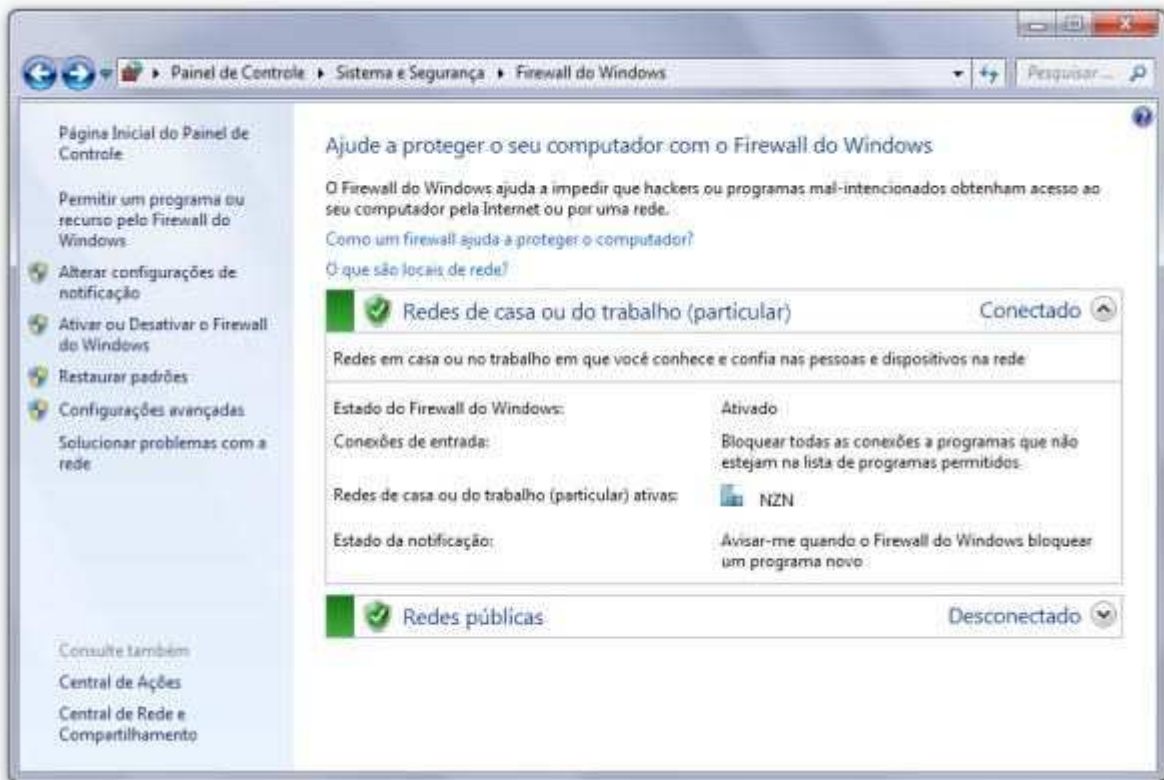 Painel de Controle ▸ Sistema e Segurança ▸ Firewall do Windows
Pesquisar ...
Página Inicial do Painel de
Controle
Permitir um programa ou
recurso pelo Firewall do
Windows
Alterar configurações de
notificação
Ativar ou Desativar o Firewall
do Windows
Restaurar padrões
Configurações avançadas
Solucionar problemas com a
rede
Consulte também
Central de Ações
Central de Rede e
Compartilhamento
Ajude a proteger o seu computador com o Firewall do Windows
O Firewall do Windows ajuda a impedir que hackers ou programas mal-intencionados obtenham acesso ao
seu computador pela Internet ou por uma rede.
Como um firewall ajuda a proteger o computador?
O que são locais de rede?
Redes de casa ou do trabalho (particular) Conectado
Redes em casa ou no trabalho em que você conhece e confia nas pessoas e dispositivos na rede
Estado do Firewall do Windows: Ativado
Conexões de entrada: Bloquear todas as conexões a programas que não
estejam na lista de programas permitidos
Redes de casa ou do trabalho (particular) ativas: NZN
Estado da notificação: Avisar-me quando o Firewall do Windows bloquear
um programa novo
Redes públicas Desconectado